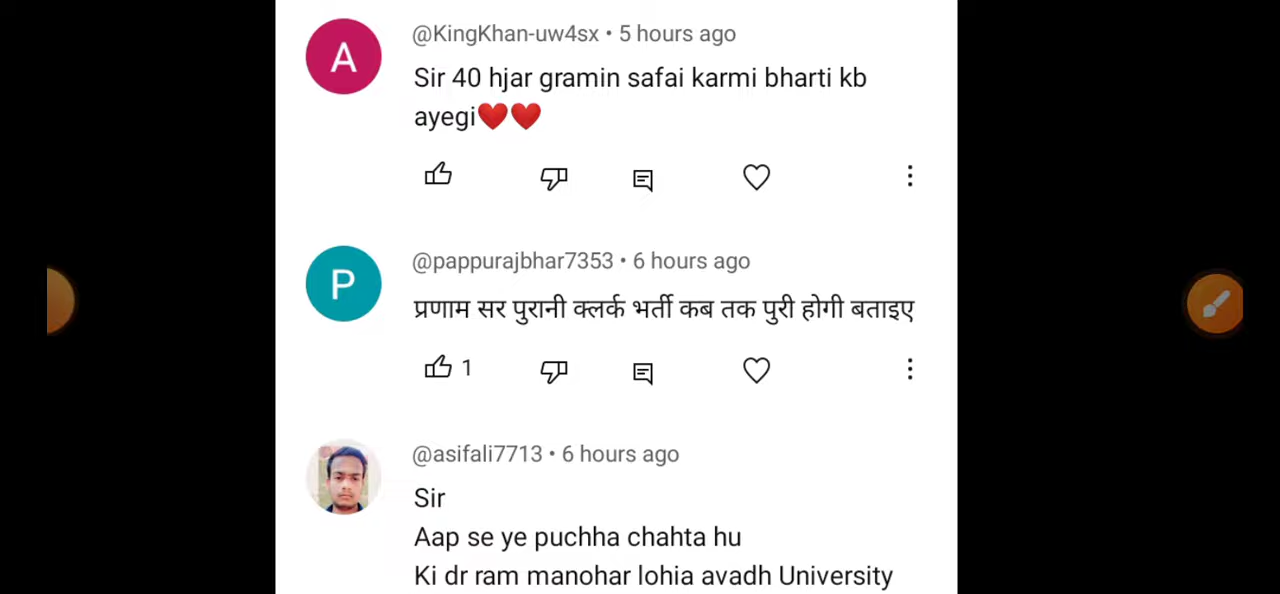 A
@KingKhan-uw4sx • 5 hours ago
Sir 40 hjar gramin safai karmi bharti kb
ayegi❤️❤️
P
@pappurajbhar7353 • 6 hours ago
प्रणाम सर पुरानी क्लर्क भर्ती कब तक पुरी होगी बताइए
1
@asifali7713 • 6 hours ago
Sir
Aap se ye puchha chahta hu
Ki dr ram manohar lohia avadh University